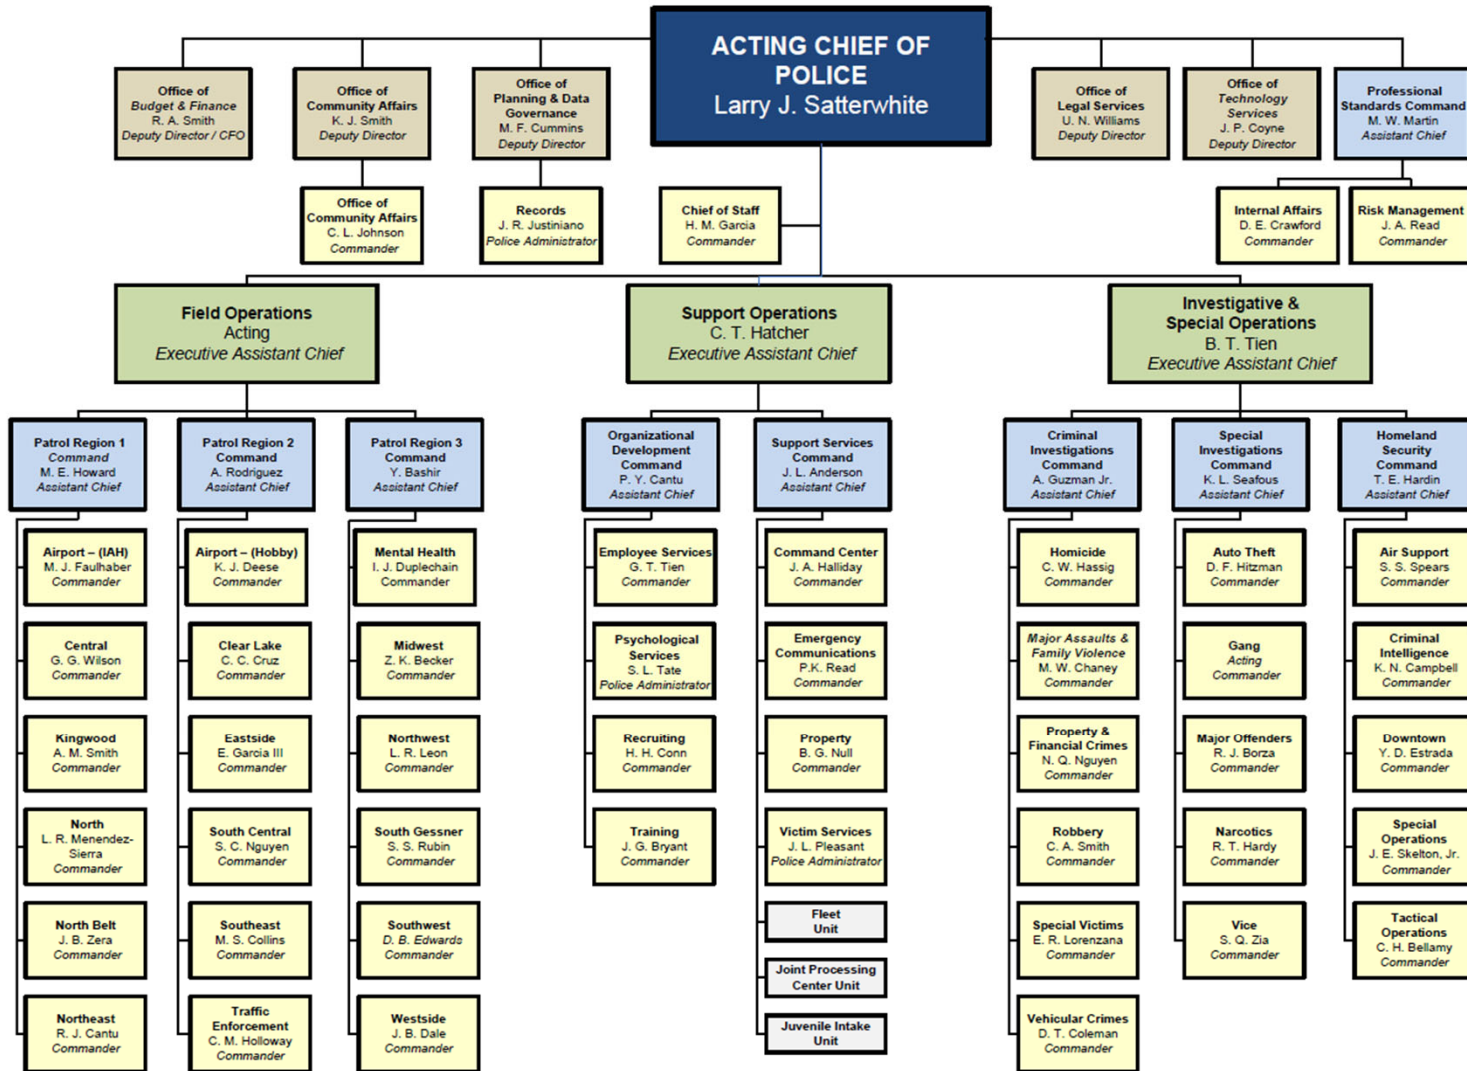 ACTING CHIEF OF
POLICE
Larry J. Satterwhite
Office of
Budget & Finance
R. A. Smith
Deputy Director / CFO
Office of
Community Affairs
K. J. Smith
Deputy Director
Office of
Planning & Data
Governance
M. F. Cummins
Deputy Director
Office of
Legal Services
U. N. Williams
Deputy Director
Office of
Technology
Services
J. P. Coyne
Deputy Director
Professional
Standards Command
M. W. Martin
Assistant Chief
Office of
Community Affairs
C. L. Johnson
Commander
Records
J. R. Justiniano
Police Administrator
Chief of Staff
H. M. Garcia
Commander
Internal Affairs
D. E. Crawford
Commander
Risk Management
J. A. Read
Commander
Field Operations
Acting
Executive Assistant Chief
Support Operations
C. T. Hatcher
Executive Assistant Chief
Investigative &
Special Operations
B. T. Tien
Executive Assistant Chief
Patrol Region 1
Command
M. E. Howard
Assistant Chief
Airport – (IAH)
M. J. Faulhaber
Commander
Central
G. G. Wilson
Commander
Kingwood
A. M. Smith
Commander
North
L. R. Menendez-
Sierra
Commander
North Belt
J. B. Zera
Commander
Northeast
R. J. Cantu
Commander
Patrol Region 2
Command
A. Rodriguez
Assistant Chief
Airport – (Hobby)
K. J. Deese
Commander
Clear Lake
C. C. Cruz
Commander
Eastside
E. Garcia III
Commander
South Central
S. C. Nguyen
Commander
Southeast
M. S. Collins
Commander
Traffic
Enforcement
C. M. Holloway
Commander
Patrol Region 3
Command
Y. Bashir
Assistant Chief
Mental Health
I. J. Duplechain
Commander
Midwest
Z. K. Becker
Commander
Northwest
L. R. Leon
Commander
South Gessner
S. S. Rubin
Commander
Southwest
D. B. Edwards
Commander
Westside
J. B. Dale
Commander
Organizational
Development
Command
P. Y. Cantu
Assistant Chief
Employee Services
G. T. Tien
Commander
Psychological
Services
S. L. Tate
Police Administrator
Recruiting
H. H. Conn
Commander
Training
J. G. Bryant
Commander
Support Services
Command
J. L. Anderson
Assistant Chief
Command Center
J. A. Halliday
Commander
Emergency
Communications
P.K. Read
Commander
Property
B. G. Null
Commander
Victim Services
J. L. Pleasant
Police Administrator
Fleet
Unit
Joint Processing
Center Unit
Juvenile Intake
Unit
Criminal
Investigations
Command
A. Guzman Jr.
Assistant Chief
Homicide
C. W. Hassig
Commander
Major Assaults &
Family Violence
M. W. Chaney
Commander
Property &
Financial Crimes
N. Q. Nguyen
Commander
Robbery
C. A. Smith
Commander
Special Victims
E. R. Lorenzana
Commander
Vehicular Crimes
D. T. Coleman
Commander
Special
Investigations
Command
K. L. Seafous
Assistant Chief
Auto Theft
D. F. Hitzman
Commander
Gang
Acting
Commander
Major Offenders
R. J. Borza
Commander
Narcotics
R. T. Hardy
Commander
Vice
S. Q. Zia
Commander
Homeland
Security
Command
T. E. Hardin
Assistant Chief
Air Support
S. S. Spears
Commander
Criminal
Intelligence
K. N. Campbell
Commander
Downtown
Y. D. Estrada
Commander
Special
Operations
J. E. Skelton, Jr.
Commander
Tactical
Operations
C. H. Bellamy
Commander